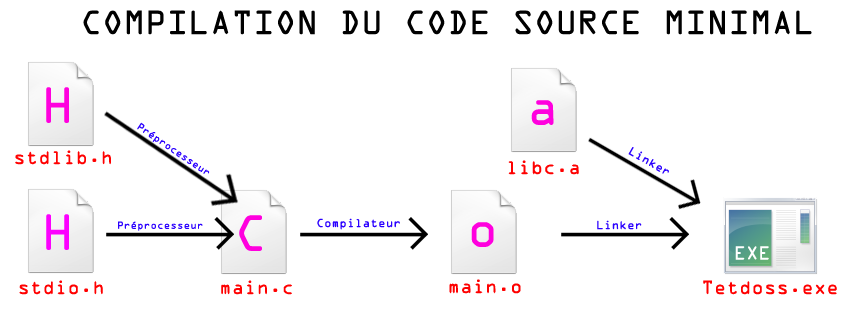 COMPILATION DU CODE SOURCE MINIMAL
H
stdlib.h
Préprocesseur
a
libc.a
Linker
H
stdio.h
Préprocesseur
C
main.c
Compilateur
o
main.o
Linker
EXE
Tetdoss.exe